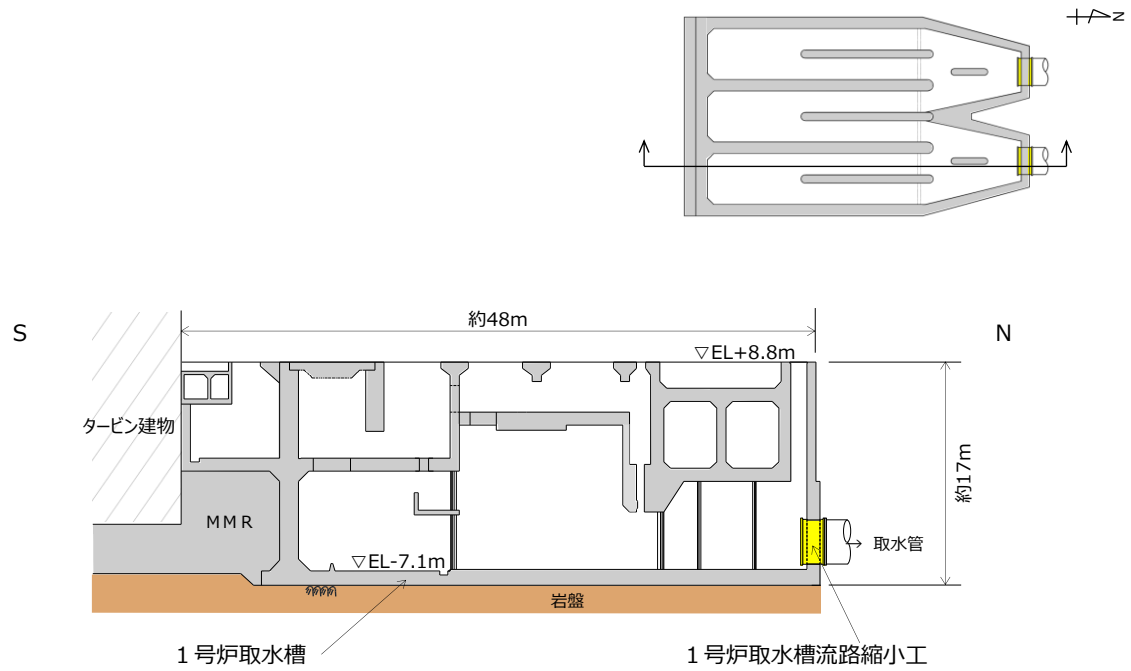 N
S
約48m
N
▽EL+8.8m
タービン建物
約17m
MMR
取水管
▽EL-7.1m
岩盤
1号炉取水槽
1号炉取水槽流路縮小工